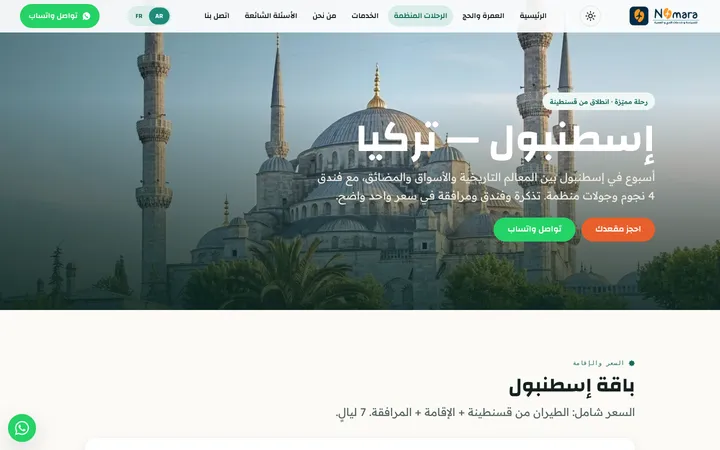 Nomara
الرئيسية
العمرة والحج
الرحلات المنظمة
الخدمات
من نحن
الأسئلة الشائعة
اتصل بنا
AR
FR
تواصل واتساب
رحلة مميّزة · انطلاق من قسنطينة
إسطنبول — تركيا
أسبوع في إسطنبول بين المعالم التاريخية والأسواق والمضائق، مع فندق
4 نجوم وجولات منظمة. تذكرة وفندق ومرافقة في سعر واحد واضح.
احجز مقعدك
تواصل واتساب
السعر والإقامة
باقة إسطنبول
السعر شامل: الطيران من قسنطينة + الإقامة + المرافقة. 7 ليالٍ.